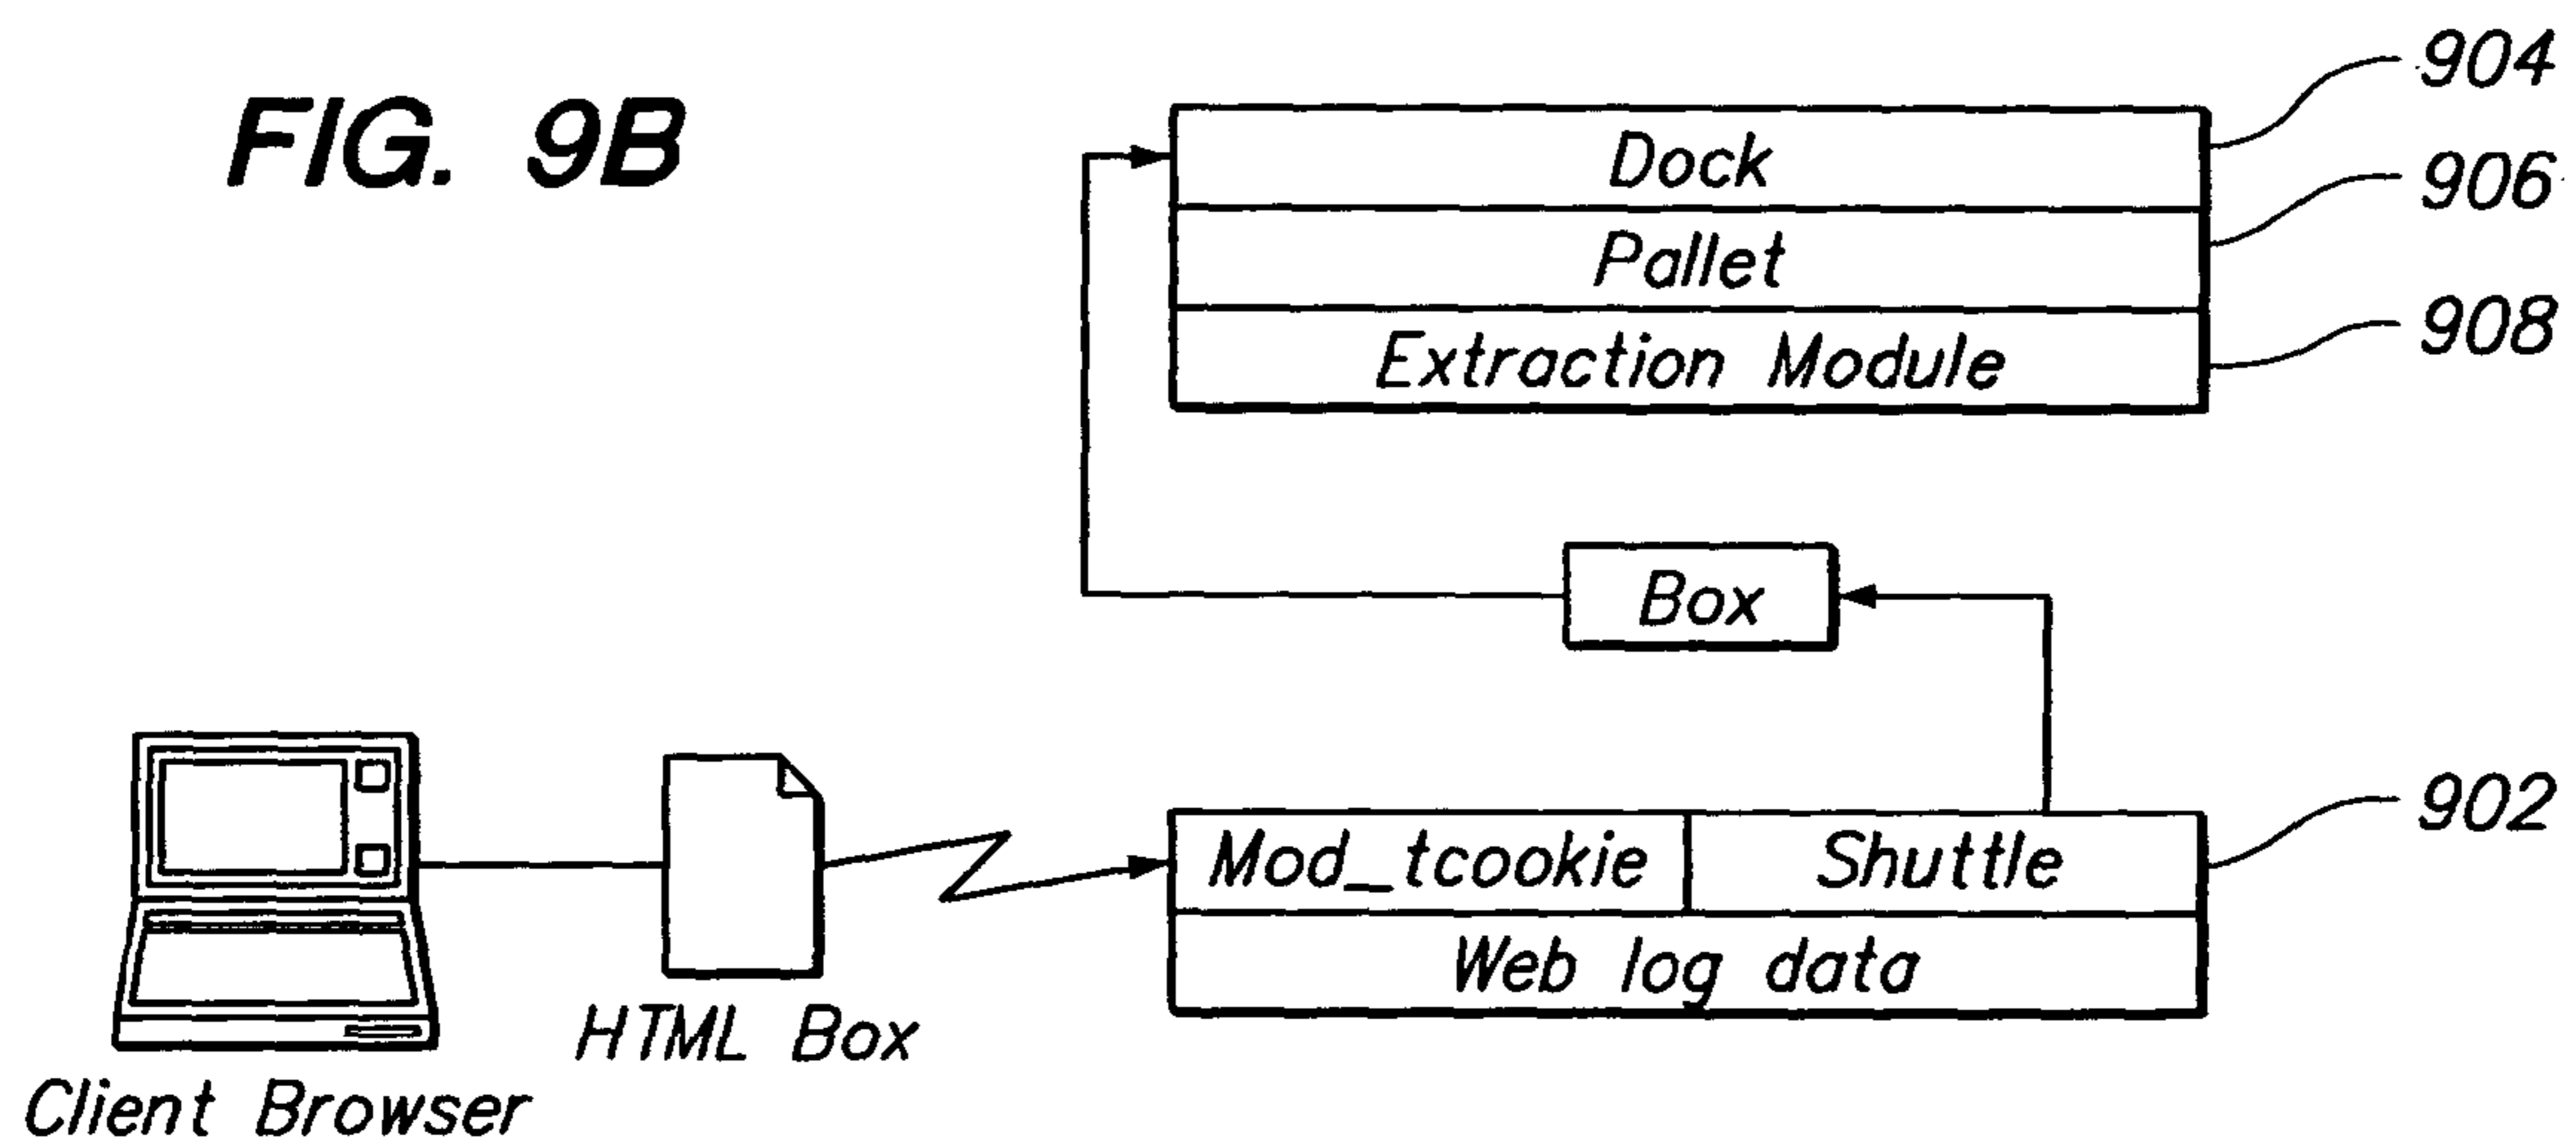 FIG. 9B
904
Dock
906
Pallet
908
Extraction Module
Box
902
Mod_tcookie
Shuttle
Web log data
HTML Box
Client Browser